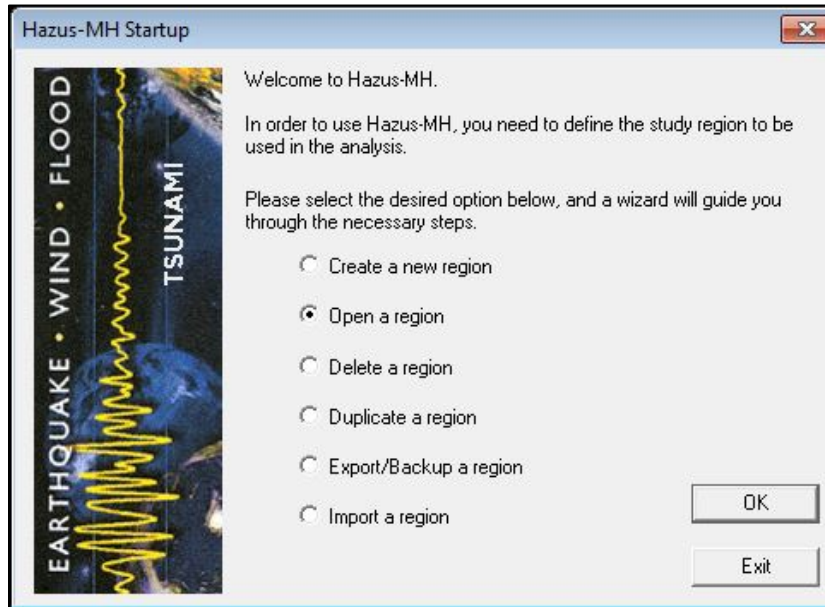 Hazus-MH Startup
EARTHQUAKE • WIND • FLOOD
TSUNAMI
Welcome to Hazus-MH.
In order to use Hazus-MH, you need to define the study region to be
used in the analysis.
Please select the desired option below, and a wizard will guide you
through the necessary steps.
Create a new region
Open a region
Delete a region
Duplicate a region
Export/Backup a region
Import a region
OK
Exit